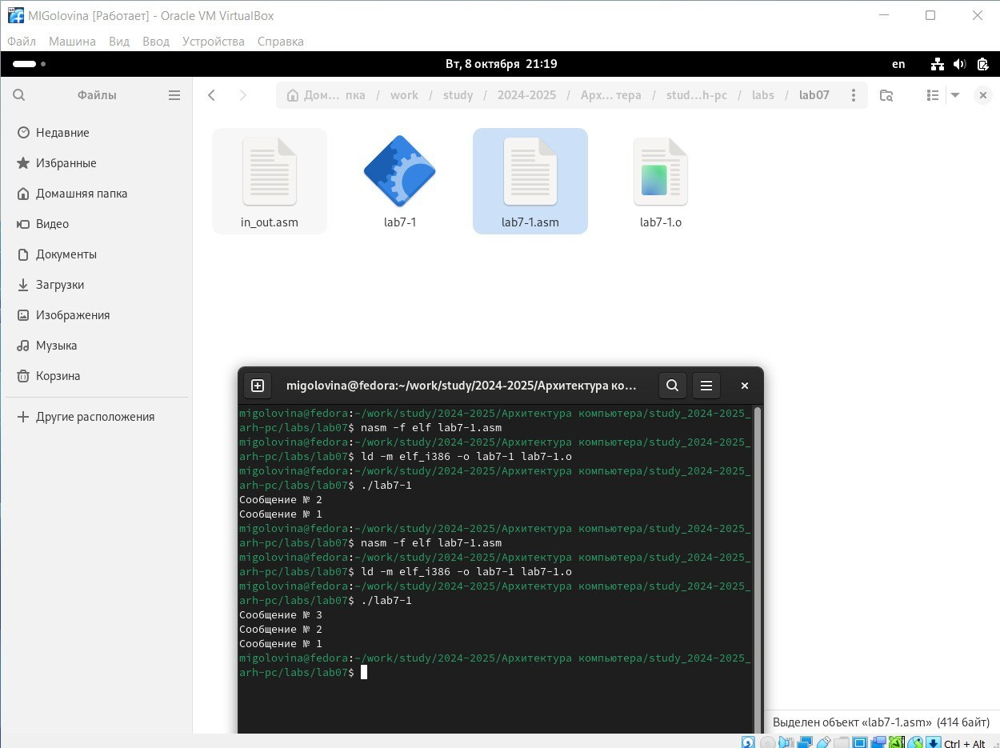 MIGolovina [Работает] - Oracle VM VirtualBox
Файл Машина Вид Ввод Устройства Справка
Вт, 8 октября 21:19 en
Файлы
Дом… пка / work / study / 2024-2025 / Арх… тера / stud…h-pc / labs / lab07
Недавние
Избранные
Домашняя папка
Видео
Документы
Загрузки
Изображения
Музыка
Корзина
Другие расположения
in_out.asm lab7-1 lab7-1.asm lab7-1.o
migolovina@fedora:~/work/study/2024-2025/Архитектура ко…
migolovina@fedora:~/work/study/2024-2025/Архитектура компьютера/study_2024-2025_
arh-pc/labs/lab07$ nasm -f elf lab7-1.asm
migolovina@fedora:~/work/study/2024-2025/Архитектура компьютера/study_2024-2025_
arh-pc/labs/lab07$ ld -m elf_i386 -o lab7-1 lab7-1.o
migolovina@fedora:~/work/study/2024-2025/Архитектура компьютера/study_2024-2025_
arh-pc/labs/lab07$ ./lab7-1
Сообщение № 2
Сообщение № 1
migolovina@fedora:~/work/study/2024-2025/Архитектура компьютера/study_2024-2025_
arh-pc/labs/lab07$ nasm -f elf lab7-1.asm
migolovina@fedora:~/work/study/2024-2025/Архитектура компьютера/study_2024-2025_
arh-pc/labs/lab07$ ld -m elf_i386 -o lab7-1 lab7-1.o
migolovina@fedora:~/work/study/2024-2025/Архитектура компьютера/study_2024-2025_
arh-pc/labs/lab07$ ./lab7-1
Сообщение № 3
Сообщение № 2
Сообщение № 1
migolovina@fedora:~/work/study/2024-2025/Архитектура компьютера/study_2024-2025_
arh-pc/labs/lab07$
Выделен объект «lab7-1.asm» (414 байт)
Ctrl + Alt